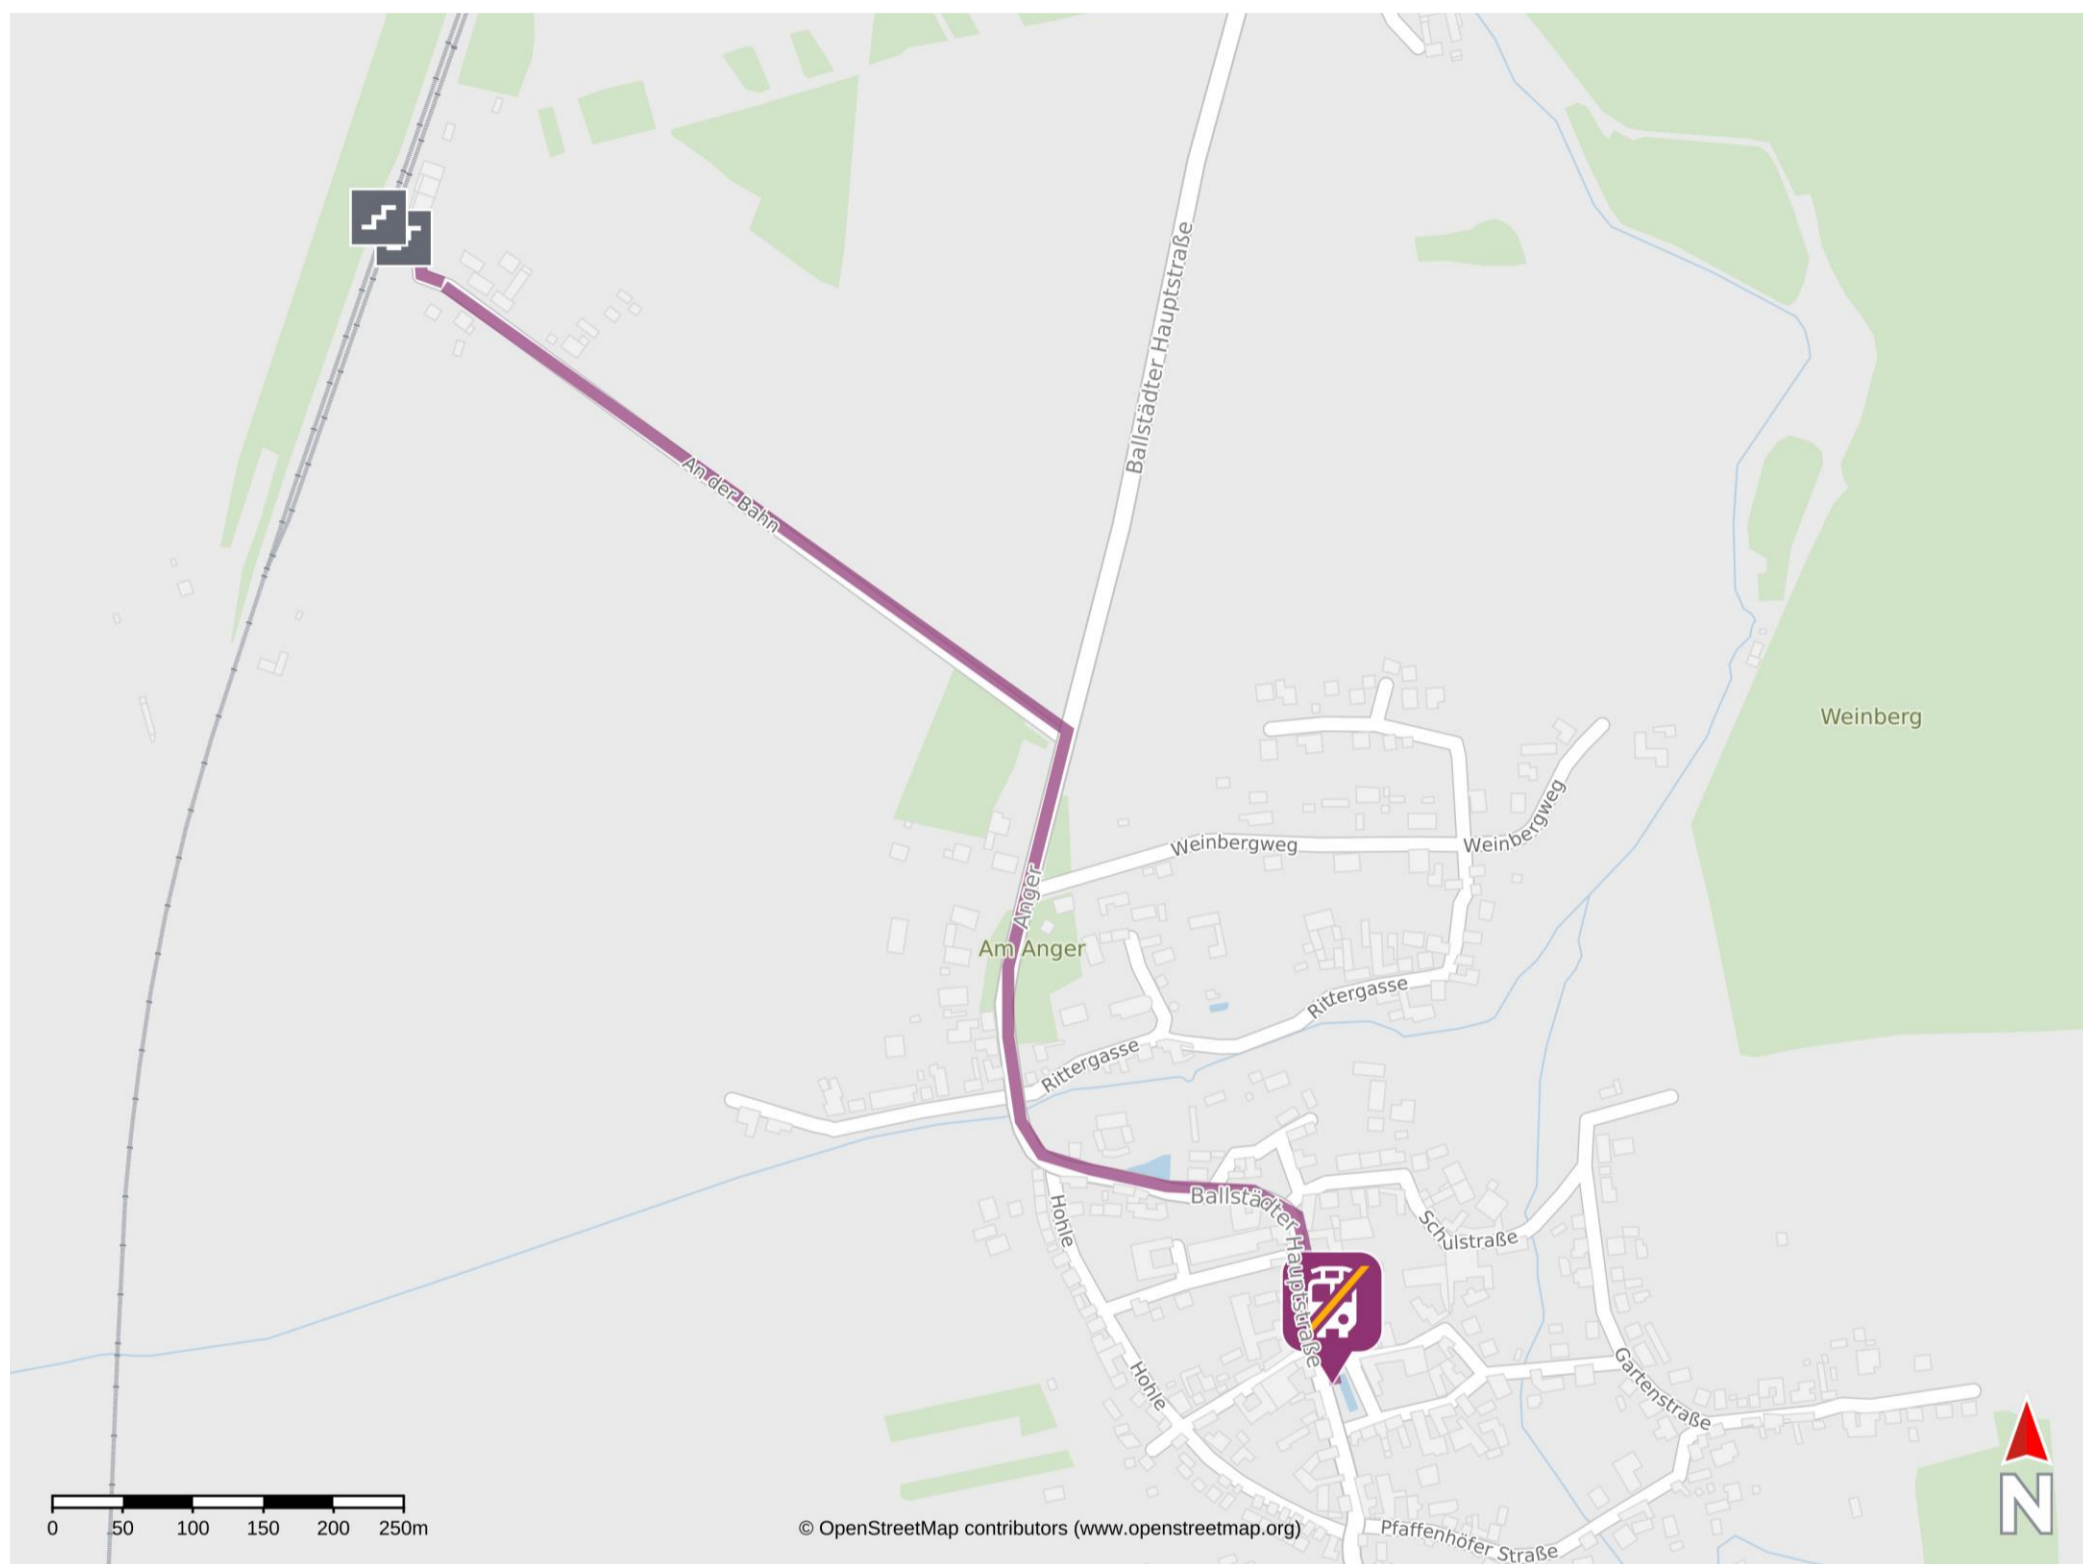 Ballstädter Hauptstraße
An der Bahn
Weinberg
Weinbergweg
Weinbergweg
Anger
Am Anger
Rittergasse
Rittergasse
Ballstädter Hauptstraße
Hohle
Schulstraße
Hohle
Gartenstraße
Pfaffenhöfer Straße
0 50 100 150 200 250m
© OpenStreetMap contributors (www.openstreetmap.org)
N